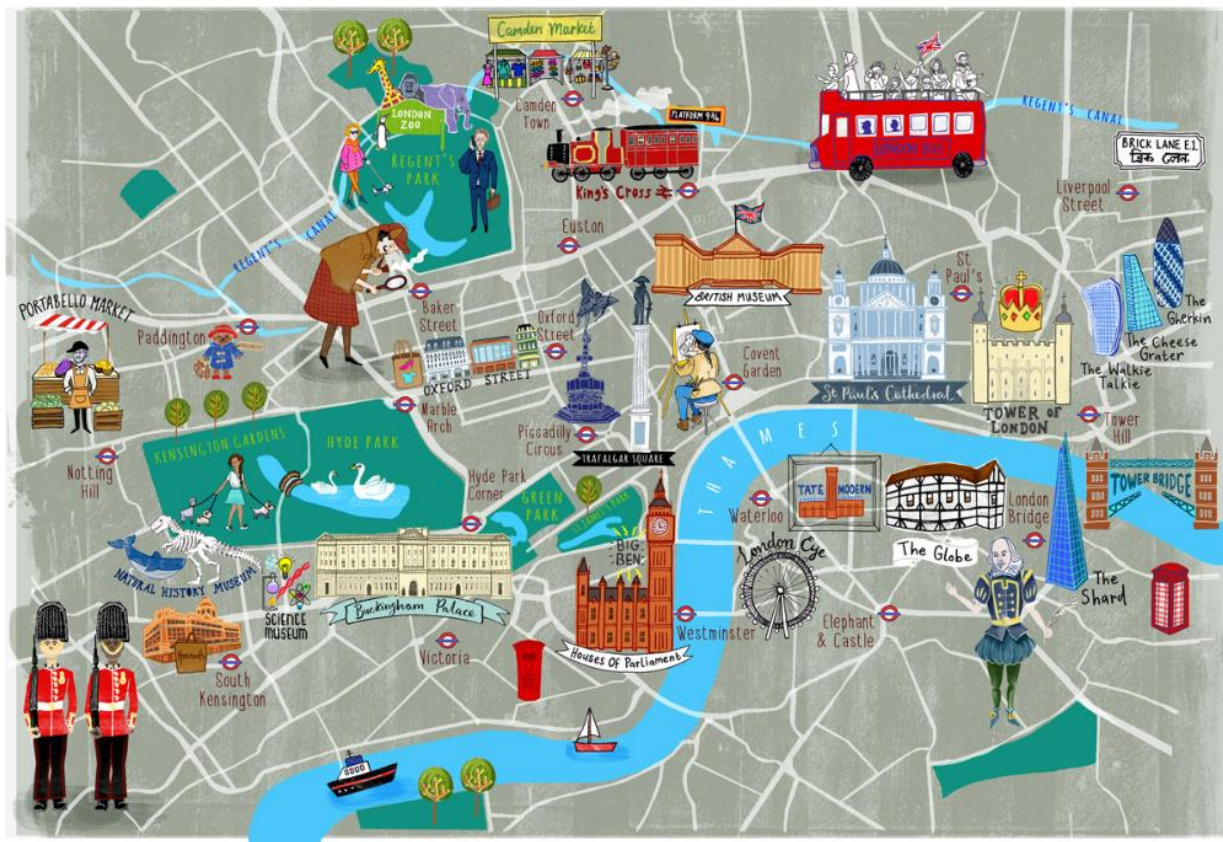 Camden Market
Camden
Town
LONDON
ZOO
REGENT'S
PARK
PLATFORM 9¾
King's Cross
LONDON BUS
REGENT'S CANAL
BRICK LANE E.1.
Liverpool
Street
Euston
REGENT'S CANAL
BRITISH MUSEUM
St
Paul's
The
Gherkin
The Cheese
Grater
The Walkie
Talkie
PORTABELLO MARKET
Paddington
Baker
Street
Oxford
Street
OXFORD STREET
Covent
Garden
St Paul's Cathedral
TOWER OF
LONDON
Tower
Hill
Marble
Arch
Piccadilly
Circus
TRAFALGAR SQUARE
KENSINGTON GARDENS
HYDE PARK
Notting
Hill
Hyde Park
Corner
GREEN
PARK
ST JAMES'S PARK
THAMES
Waterloo
TATE MODERN
The Globe
London
Bridge
TOWER BRIDGE
BIG
BEN
London Eye
The
Shard
NATURAL HISTORY MUSEUM
SCIENCE
MUSEUM
Buckingham Palace
Harrods
South
Kensington
Victoria
Houses Of Parliament
Westminster
Elephant
& Castle